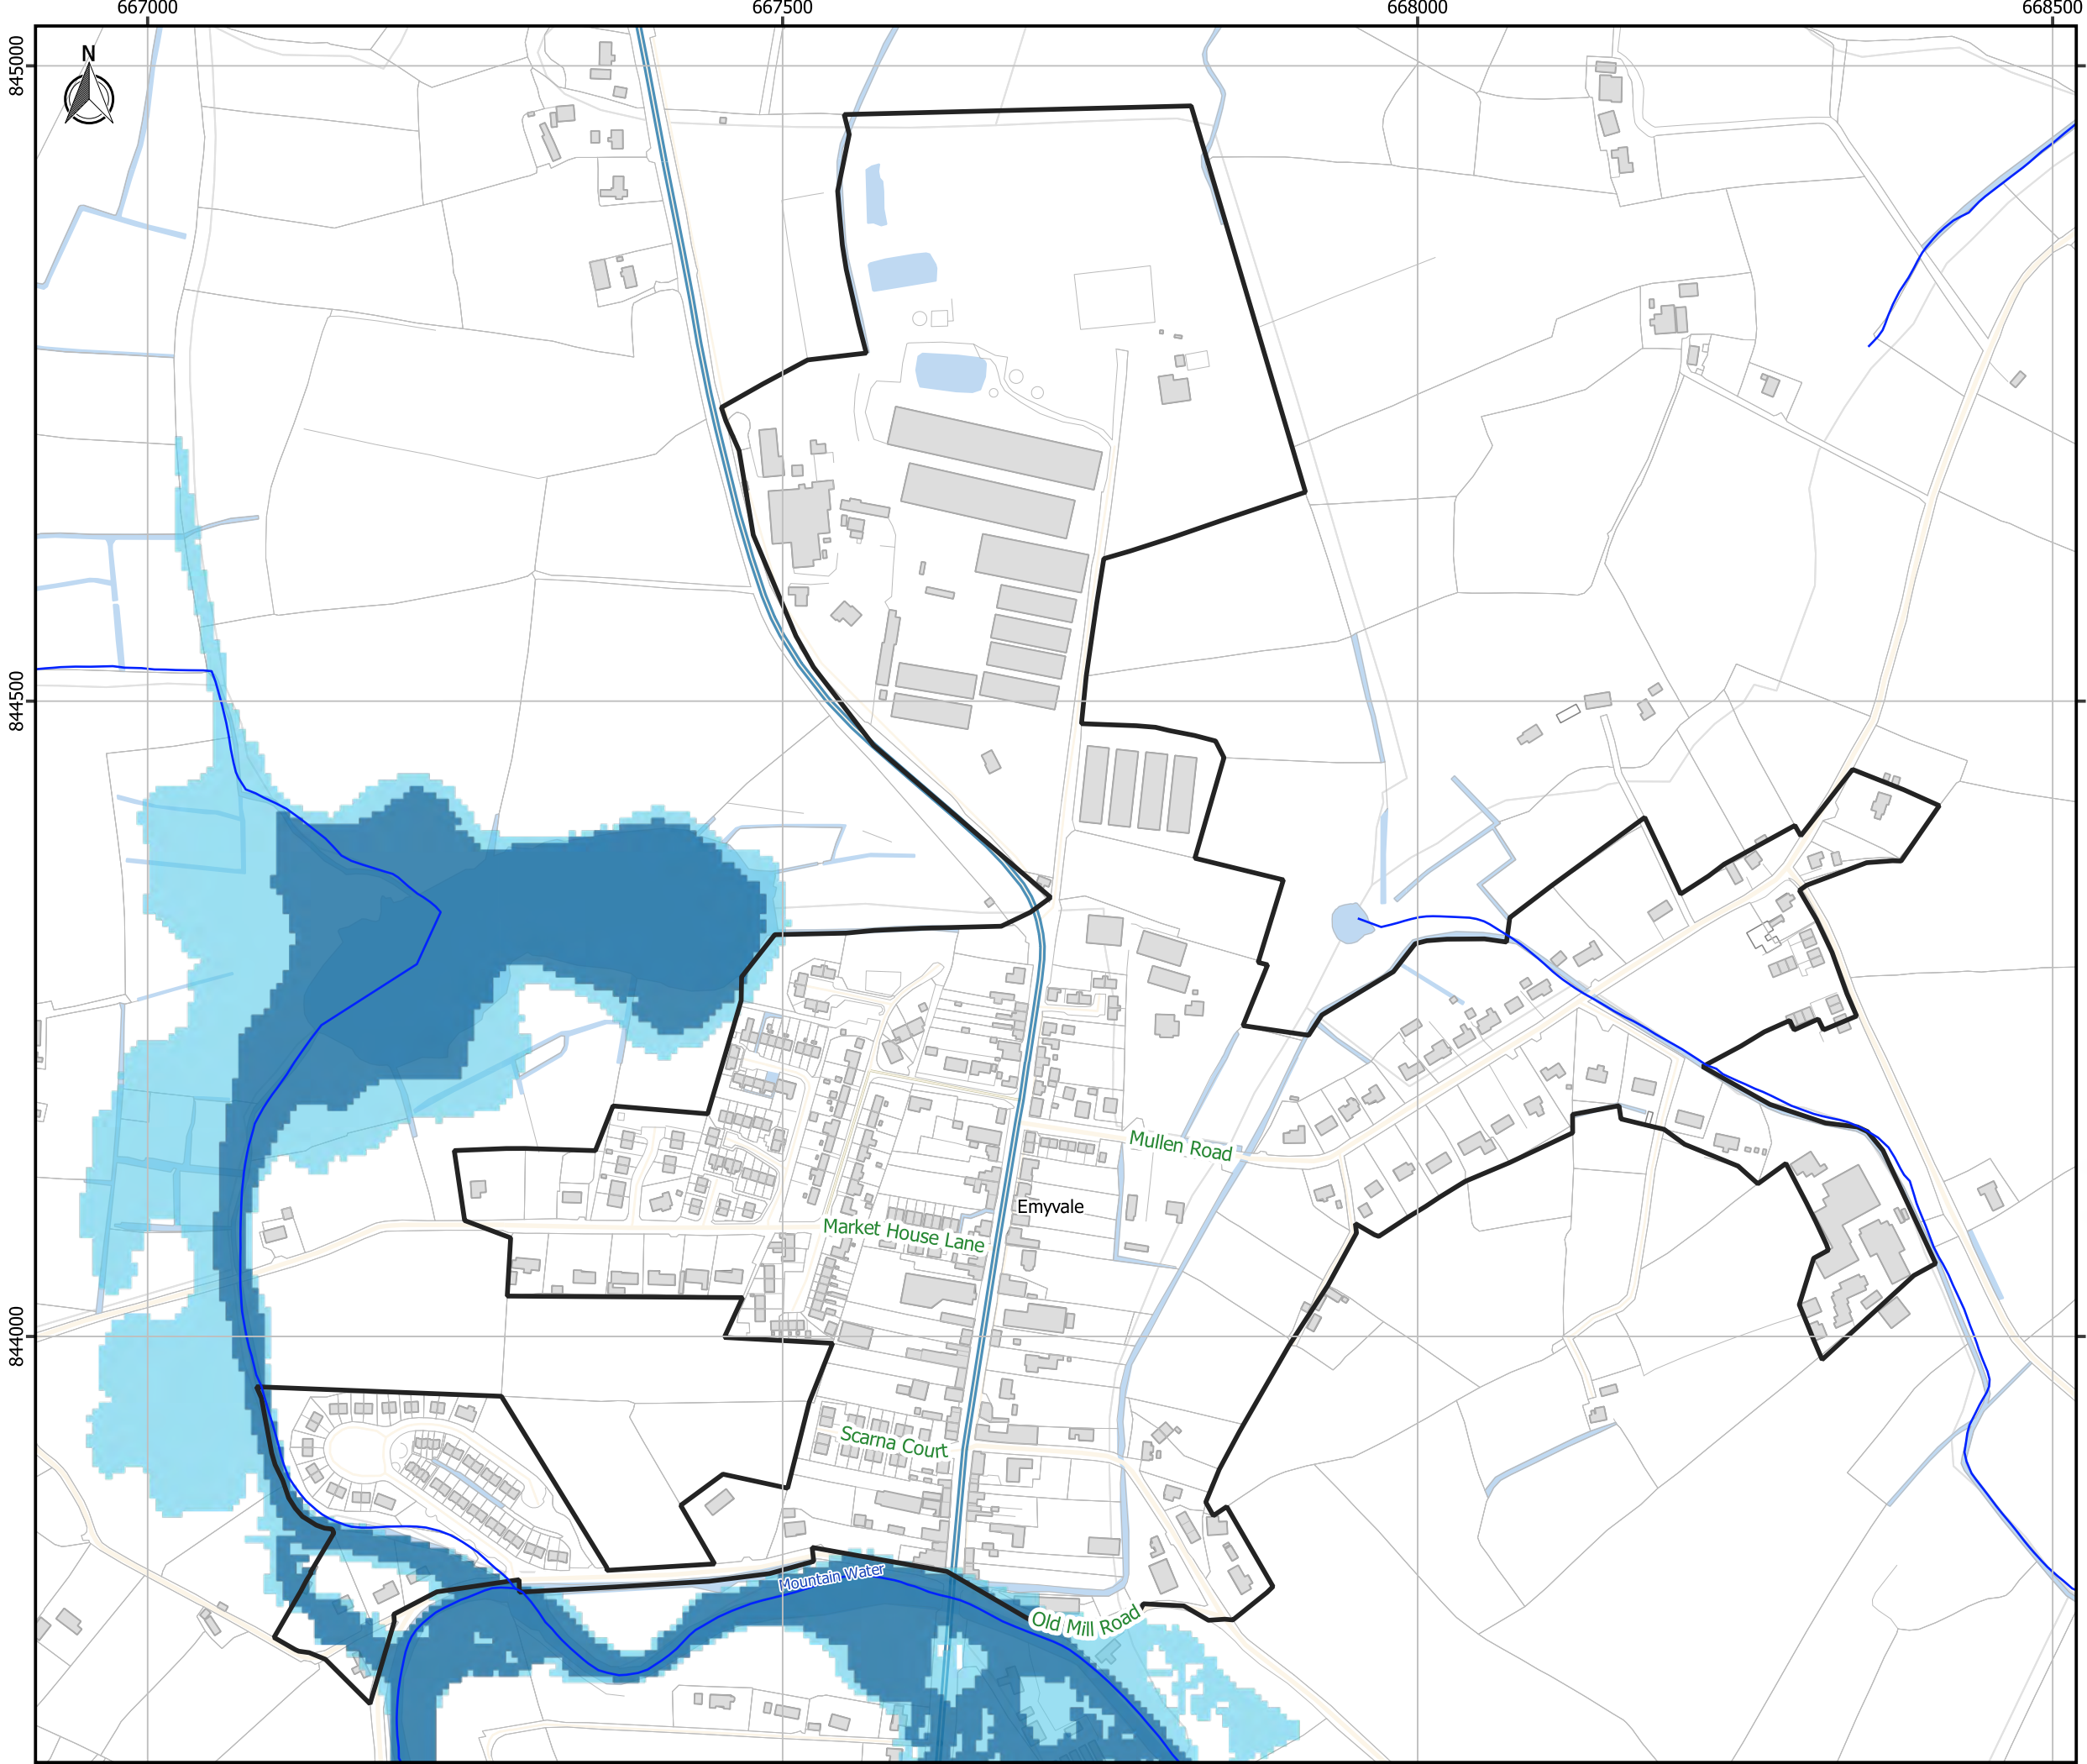 667000
667500
668000
668500
845000
N
844500
Mullen Road
Emyvale
Market House Lane
844000
Scarna Court
Mountain Water
Old Mill Road